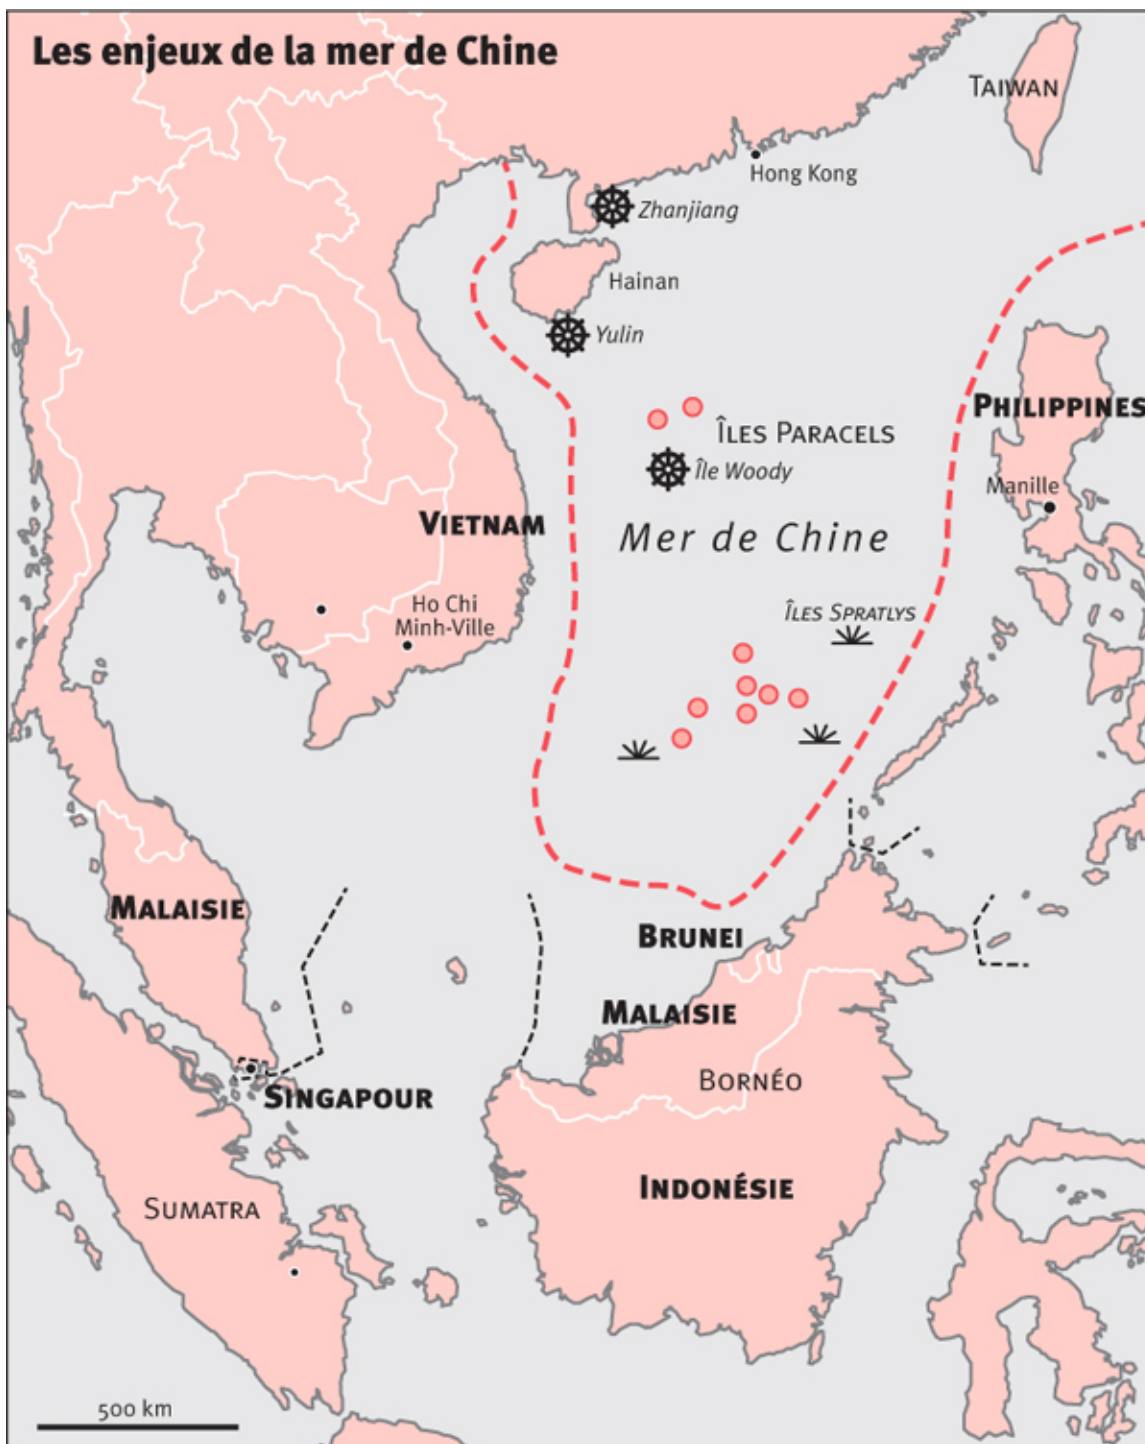 Les enjeux de la mer de Chine
TAIWAN
Hong Kong
Zhanjiang
Hainan
Yulin
PHILIPPINES
ÎLES PARACELS
Île Woody
Manille
VIETNAM
Mer de Chine
Ho Chi
Minh-Ville
ÎLES SPRATLYS
MALAISIE
BRUNEI
MALAISIE
BORNÉO
SINGAPOUR
INDONÉSIE
SUMATRA
500 km